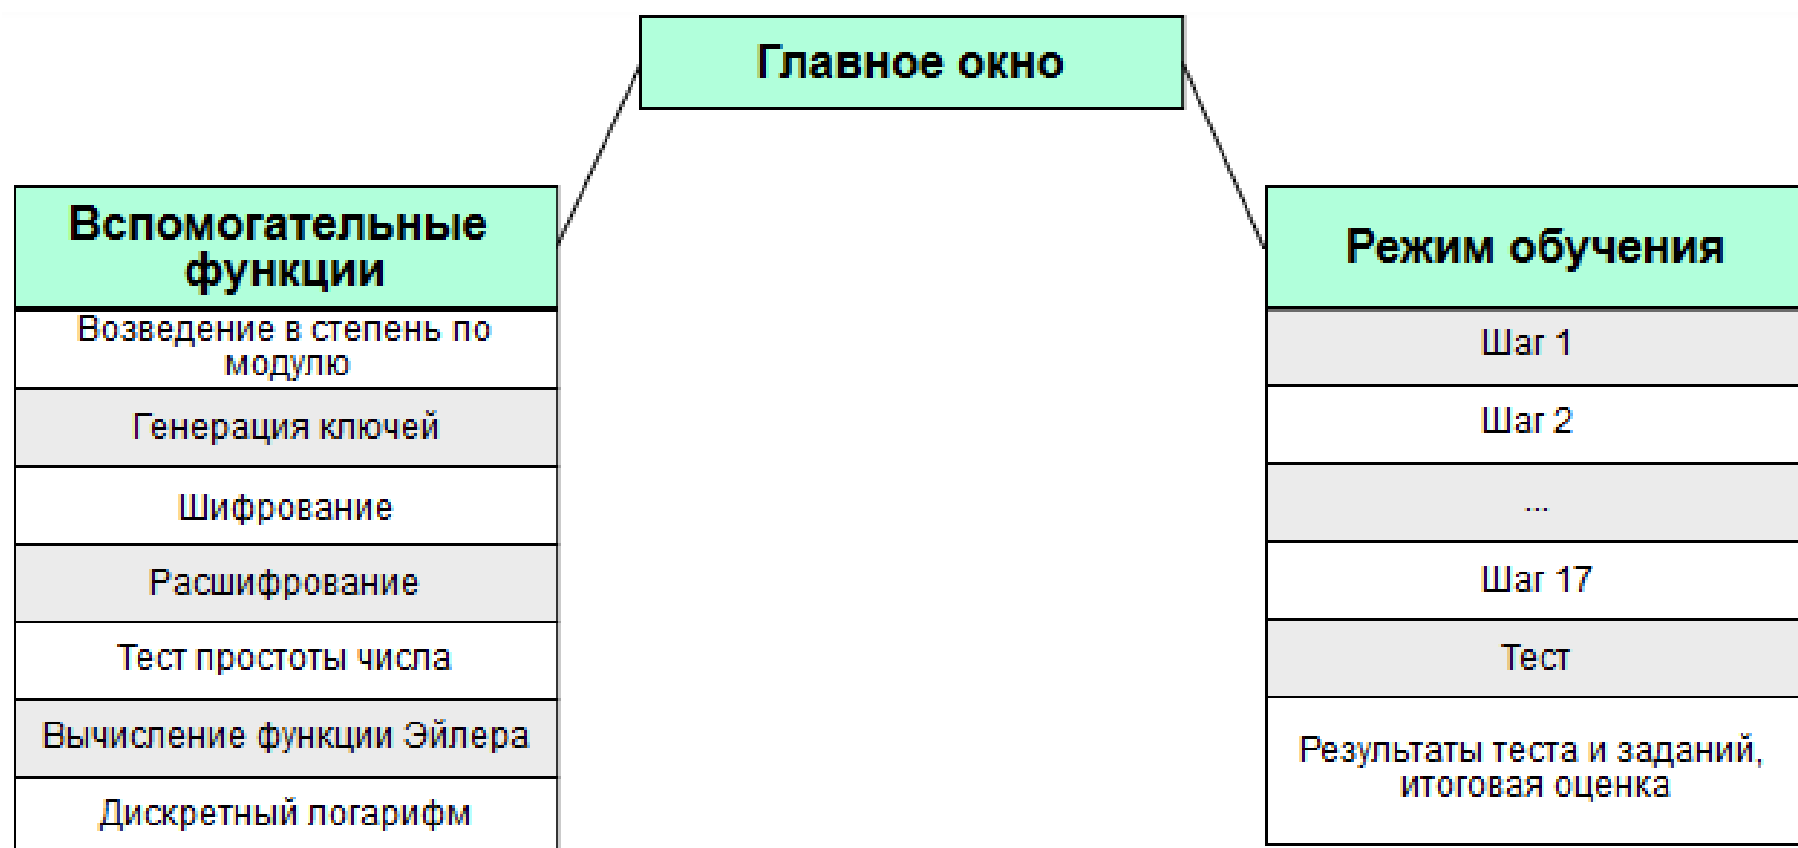 Главное окно
Вспомогательные
функции
Возведение в степень по
модулю
Генерация ключей
Шифрование
Расшифрование
Тест простоты числа
Вычисление функции Эйлера
Дискретный логарифм
Режим обучения
Шаг 1
Шаг 2
...
Шаг 17
Тест
Результаты теста и заданий,
итоговая оценка